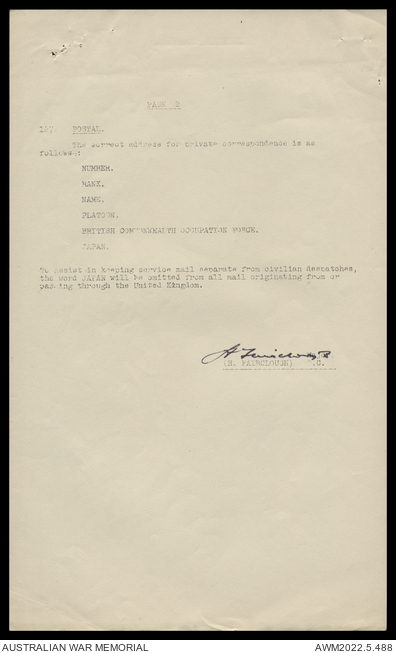 PAGE 2
157. POSTAL.
The correct address for private correspondence is as
follows:
NUMBER.
RANK.
NAME.
PLATOON.
BRITISH COMMONWEALTH OCCUPATION FORCE.
JAPAN.
To assist in keeping service mail separate from civilian despatches,
the word JAPAN will be omitted from all mail originating from or
passing through the United Kingdom.
(H. FAIRCLOUGH)
AUSTRALIAN WAR MEMORIAL
AWM2022.5.488